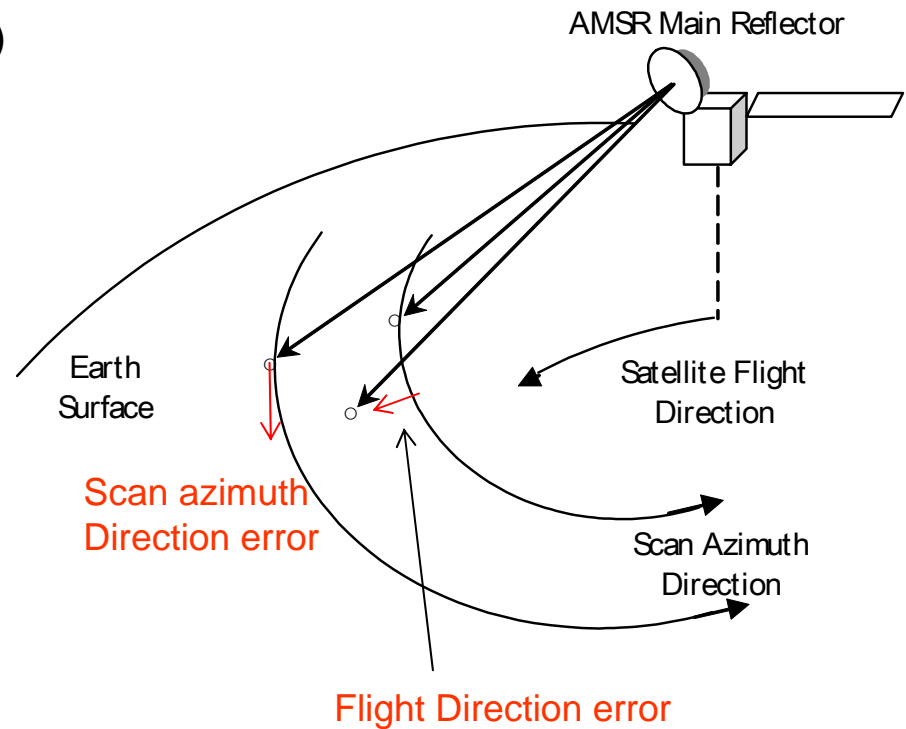 )
AMSR Main Reflector
Earth
Surface
Satellite Flight
Direction
Scan azimuth
Direction error
Scan Azimuth
Direction
Flight Direction error